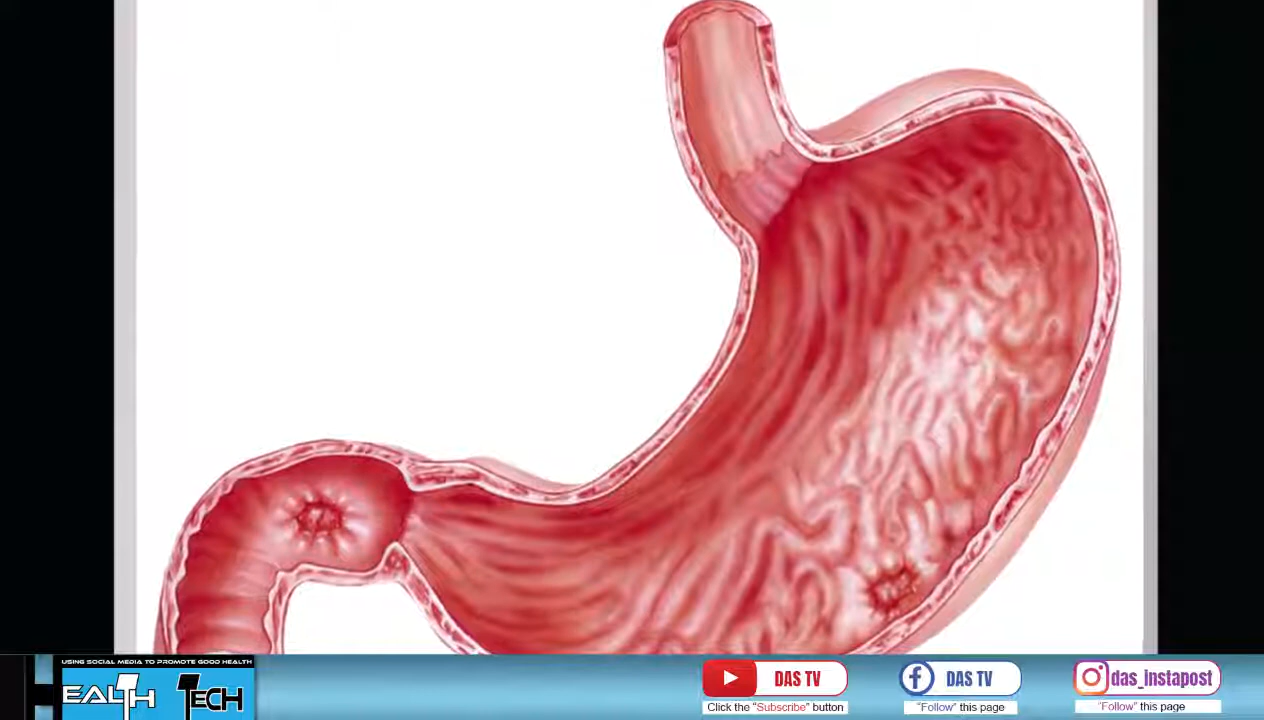 USING SOCIAL MEDIA TO PROMOTE GOOD HEALTH
EALTH TECH
DAS TV
Click the "Subscribe" button
DAS TV
"Follow" this page
das_instapost
"Follow" this page